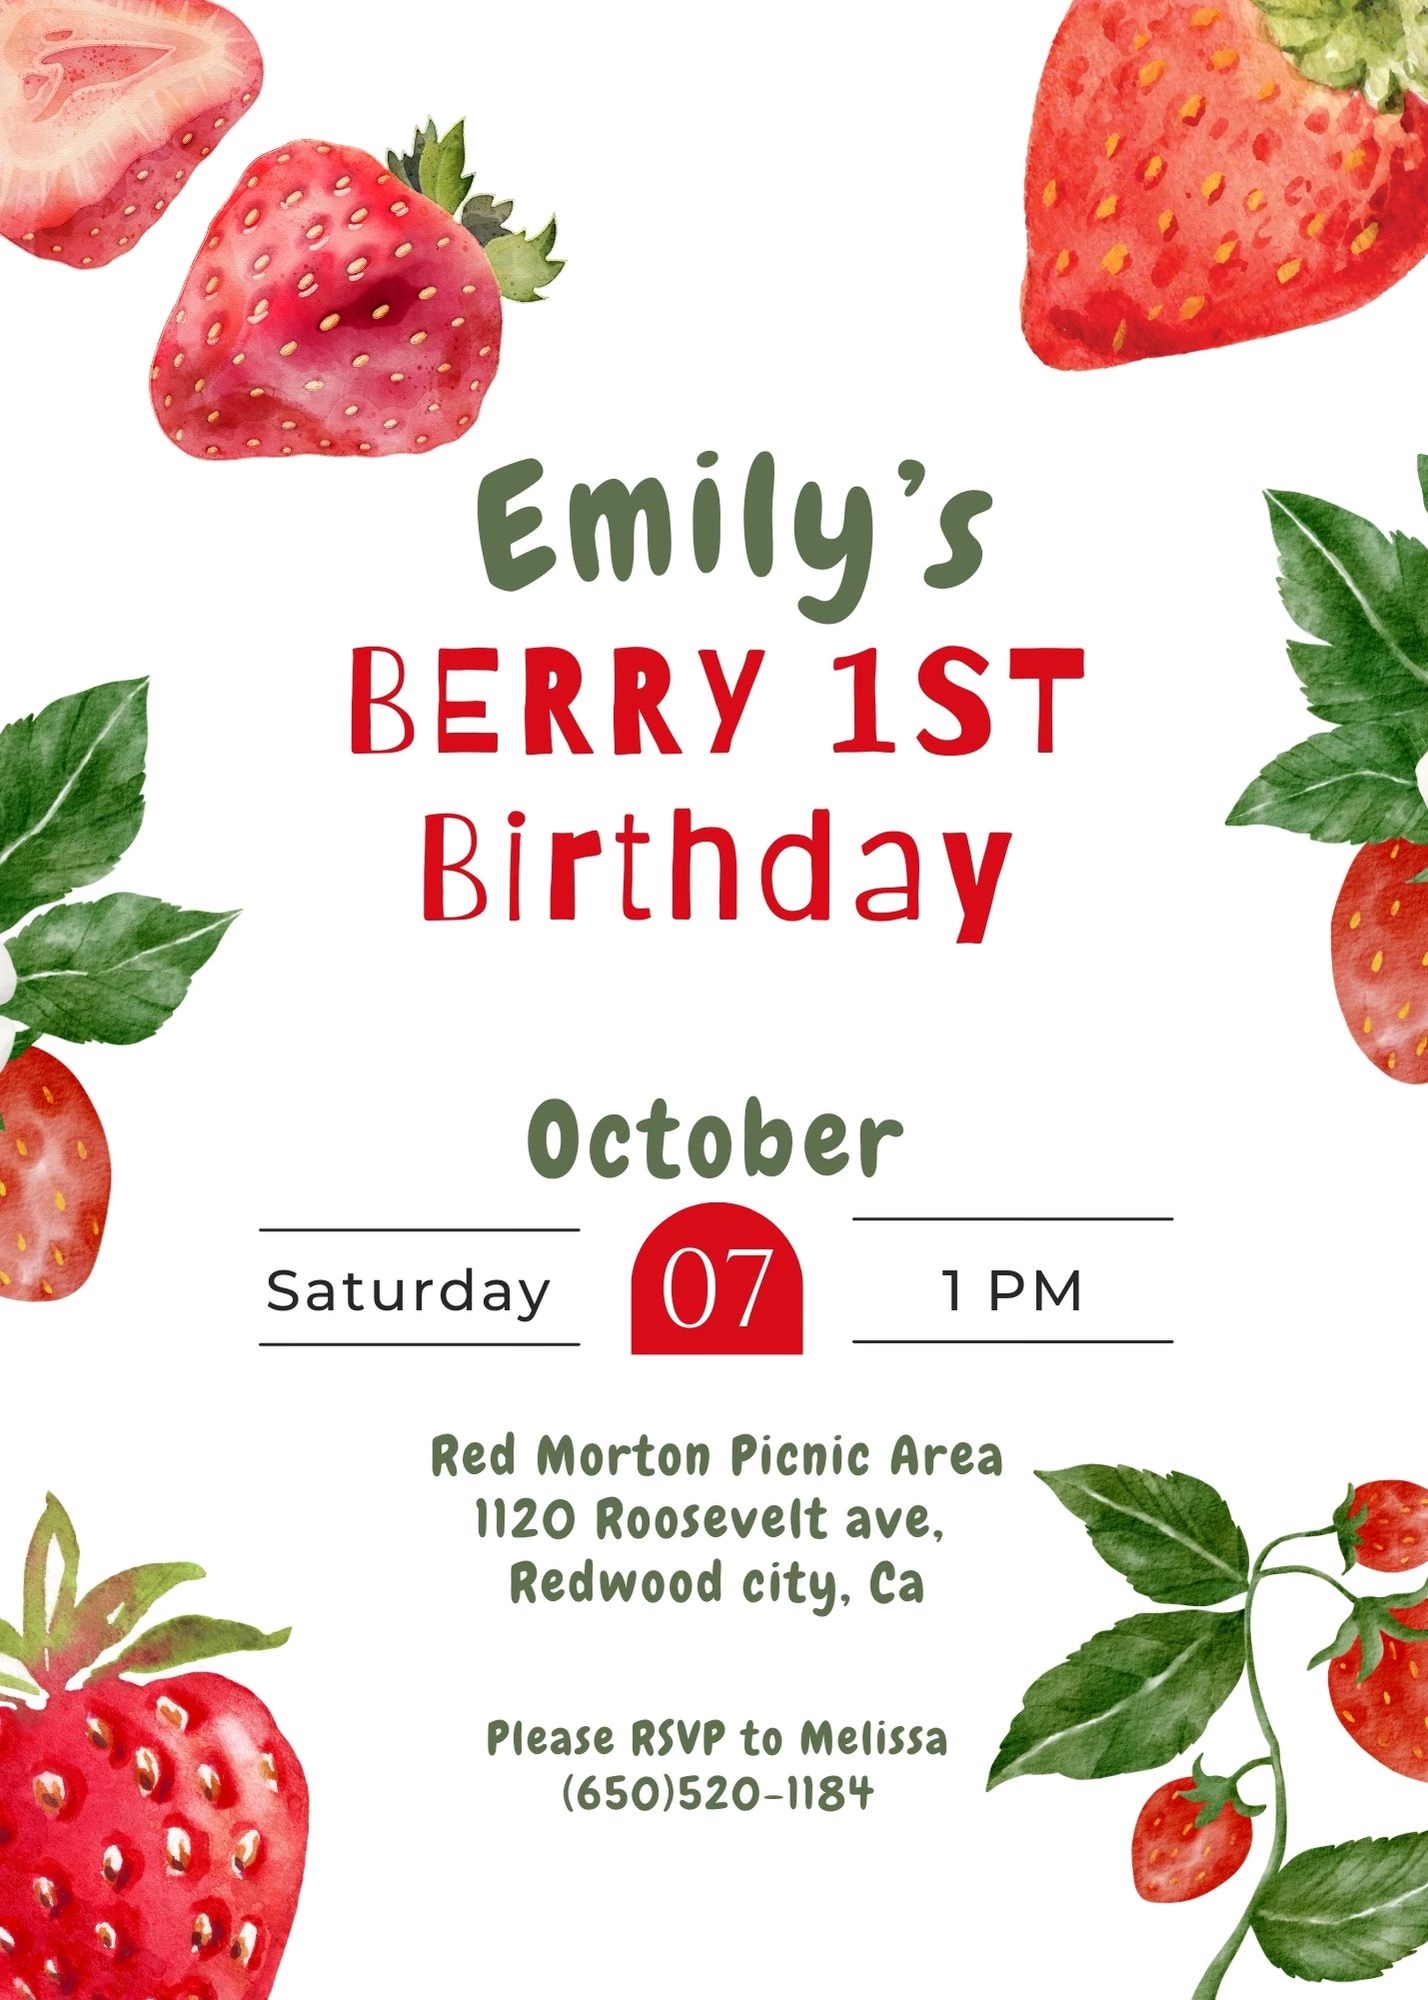 Emily's
BERRY 1ST
Birthday
October
Saturday
07
1 PM
Red Morton Picnic Area
1120 Roosevelt ave,
Redwood city, Ca
Please RSVP to Melissa
(650)520-1184